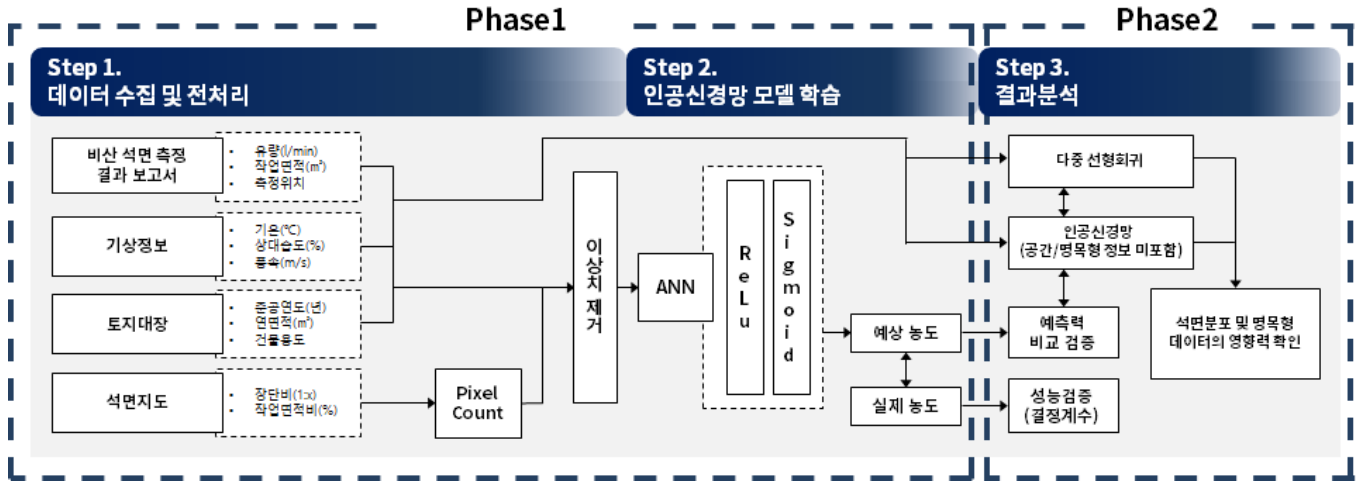 Phase1
Phase2
Step 1.
데이터 수집 및 전처리
Step 2.
인공신경망 모델 학습
Step 3.
결과분석
비산 석면 측정
결과 보고서
• 유량(l/min)
• 작업면적(㎡)
• 측정위치
기상정보
• 기온(℃)
• 상대습도(%)
• 풍속(m/s)
토지대장
• 준공연도(년)
• 연면적(㎡)
• 건물용도
석면지도
• 장단비(1:x)
• 작업면적비(%)
Pixel
Count
이상치 제거
ANN
ReLu
Sigmoid
예상 농도
실재 농도
다중 선형회귀
인공신경망
(공간/명목형 정보 미포함)
예측력
비교 검증
성능검증
(결정계수)
석면분포 및 명목형
데이터의 영향력 확인